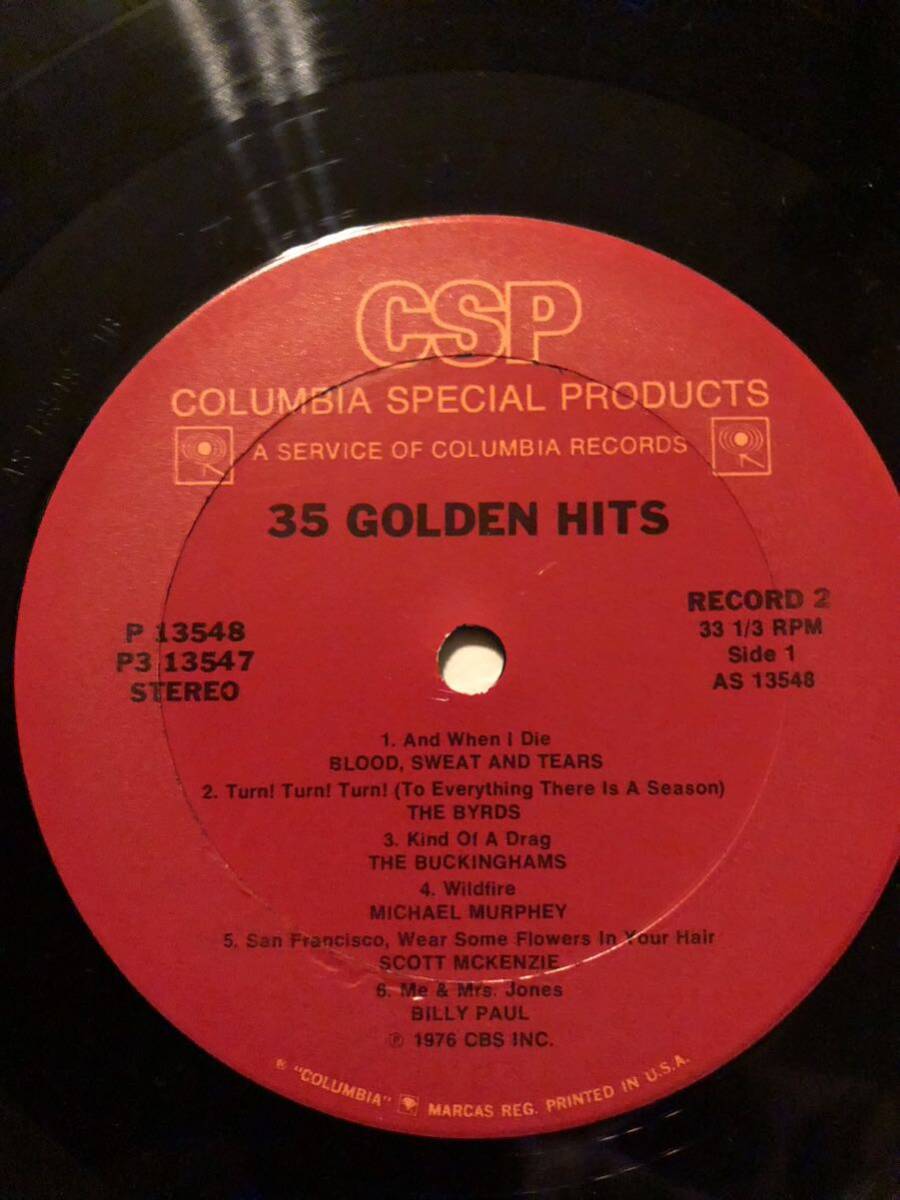 CSP
COLUMBIA SPECIAL PRODUCTS
A SERVICE OF COLUMBIA RECORDS
35 GOLDEN HITS
P 13548
P3 13547
STEREO
RECORD 2
33 1/3 RPM
Side 1
AS 13548
1. And When I Die
BLOOD, SWEAT AND TEARS
2. Turn! Turn! Turn! (To Everything There Is A Season)
THE BYRDS
3. Kind Of A Drag
THE BUCKINGHAMS
4. Wildfire
MICHAEL MURPHEY
5. San Francisco, Wear Some Flowers In Your Hair
SCOTT MCKENZIE
6. Me & Mrs. Jones
BILLY PAUL
℗ 1976 CBS INC.
® "COLUMBIA" MARCAS REG. PRINTED IN U.S.A.
AS 13548 1B